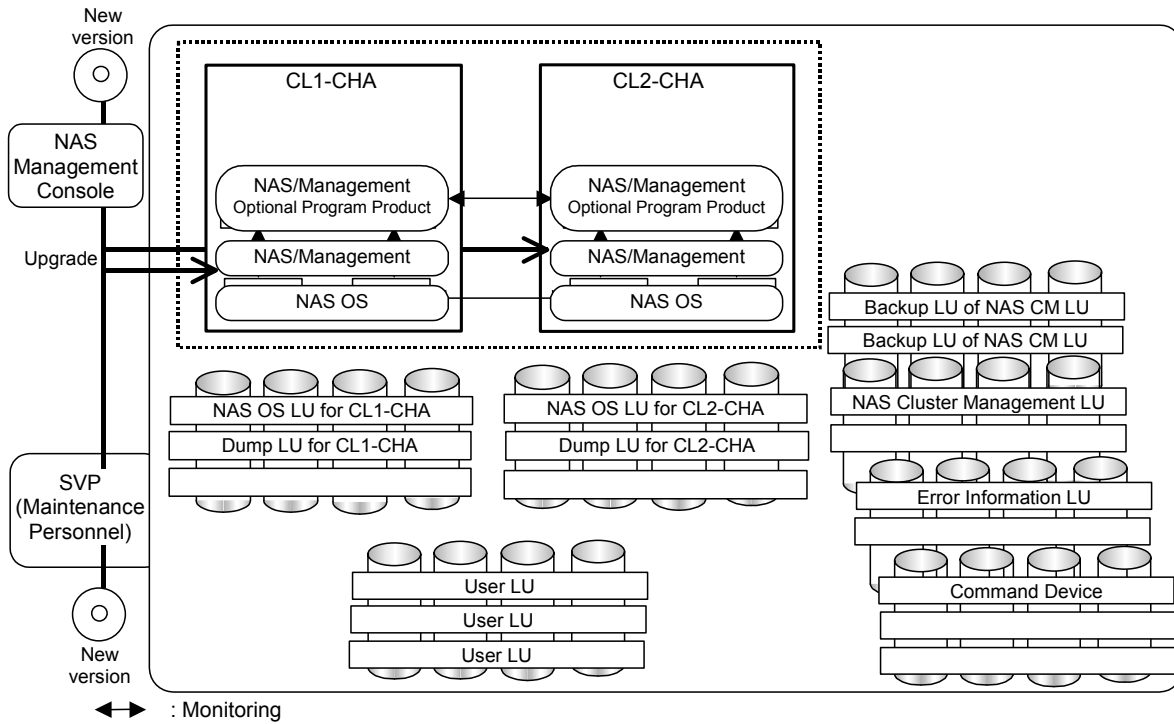 New
version
NAS
Management
Console
Upgrade
SVP
(Maintenance
Personnel)
New
version
CL1-CHA
NAS/Management
Optional Program Product
NAS/Management
NAS OS
CL2-CHA
NAS/Management
Optional Program Product
NAS/Management
NAS OS
Backup LU of NAS CM LU
Backup LU of NAS CM LU
NAS Cluster Management LU
Error Information LU
Command Device
NAS OS LU for CL1-CHA
Dump LU for CL1-CHA
NAS OS LU for CL2-CHA
Dump LU for CL2-CHA
User LU
User LU
User LU
: Monitoring